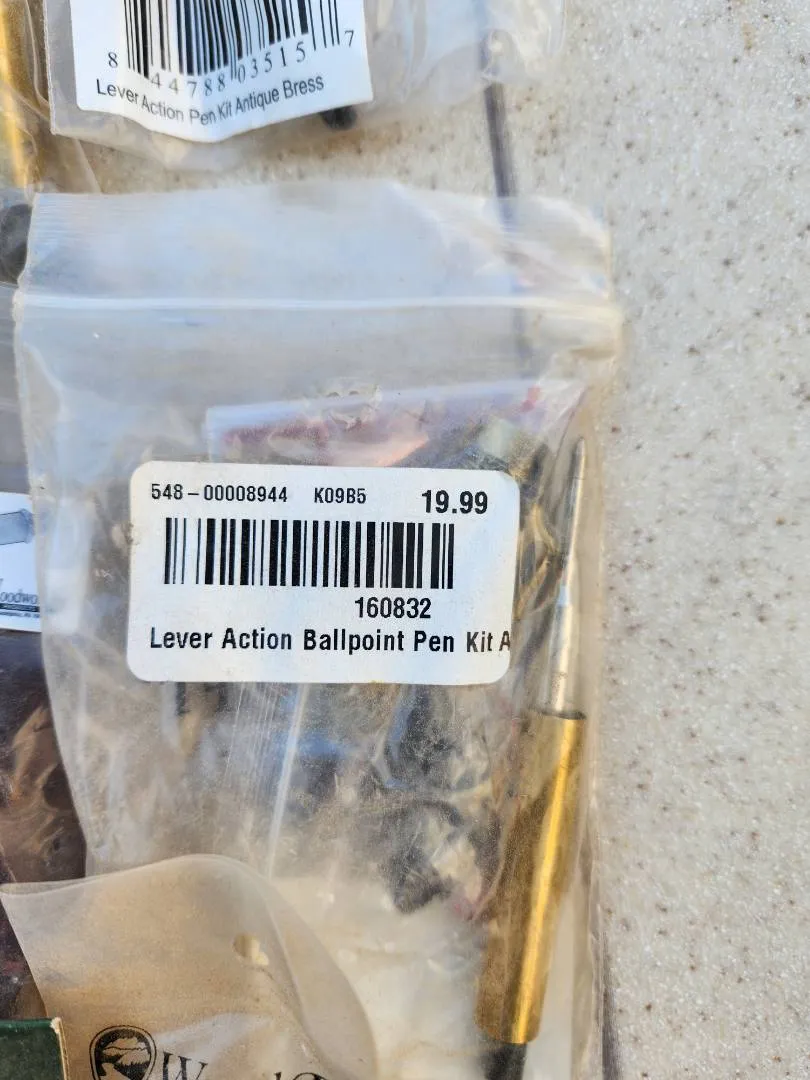 8 44788 03515 7
Lever Action Pen Kit Antique Bress
548-00008944 K09B5 19.99
160832
Lever Action Ballpoint Pen Kit A